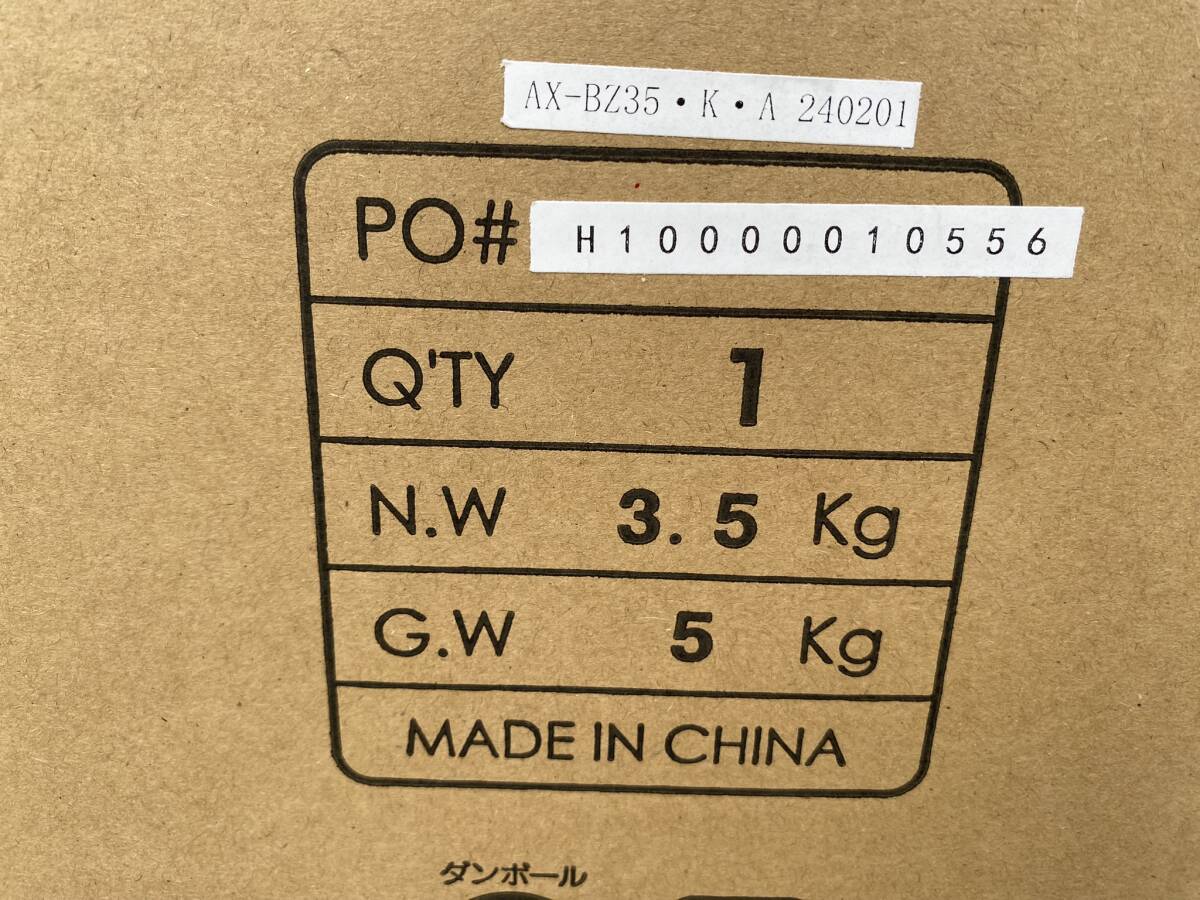 AX-BZ35・K・A 240201
PO# H10000010556
Q'TY 1
N.W 3.5 Kg
G.W 5 Kg
MADE IN CHINA
ダンボール